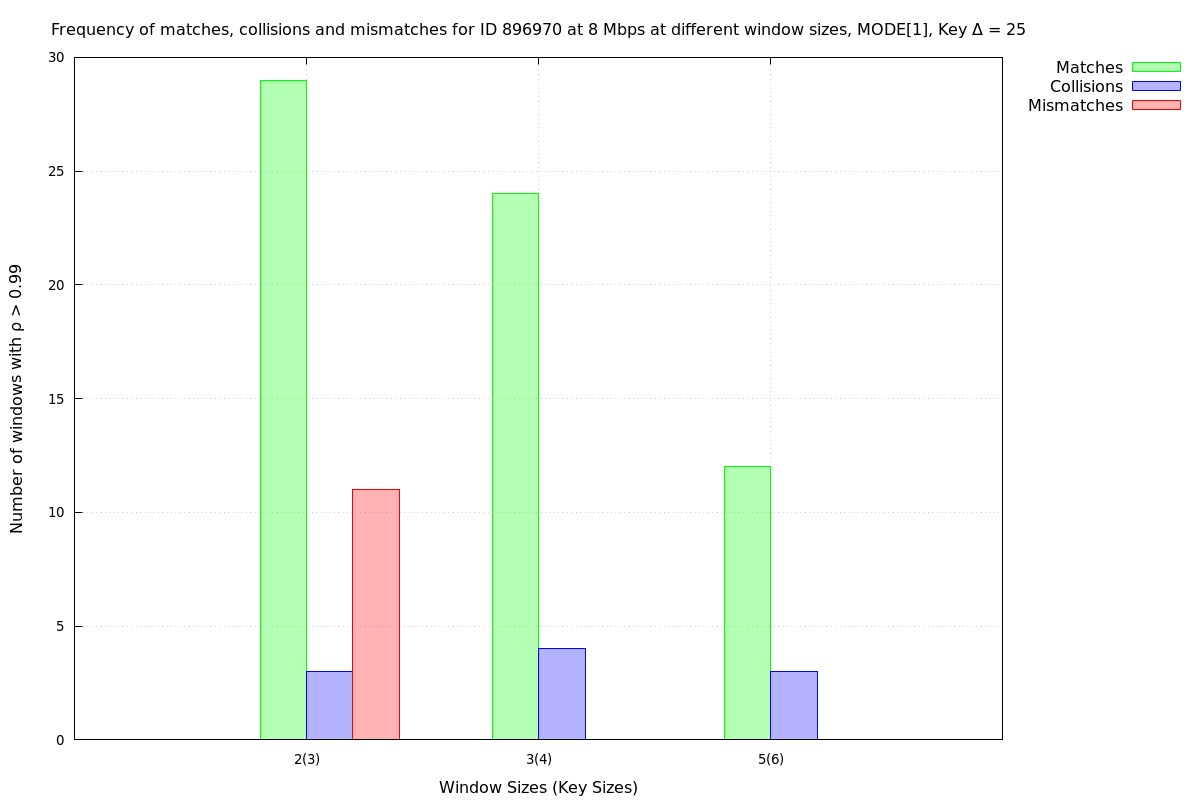 Frequency of matches, collisions and mismatches for ID 896970 at 8 Mbps at different window sizes, MODE[1], Key Δ = 25
Matches
Collisions
Mismatches
Number of windows with ρ > 0.99
30
25
20
15
10
5
0
2(3) 3(4) 5(6)
Window Sizes (Key Sizes)